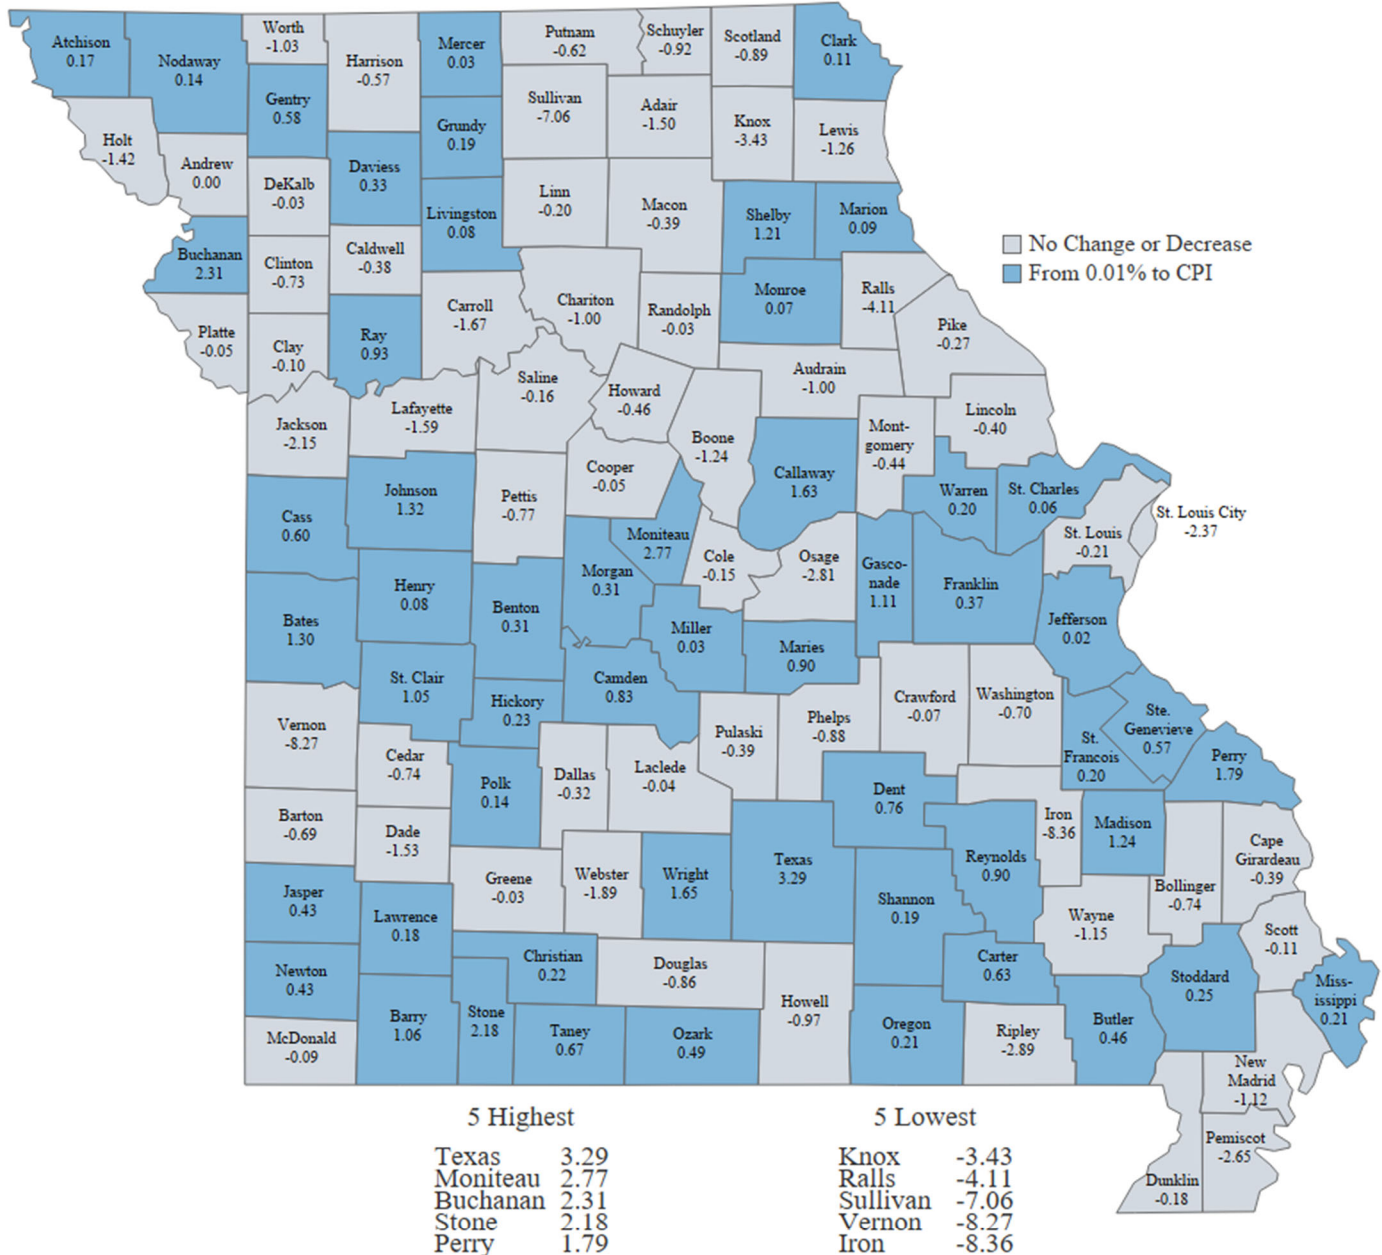 Atchison
0.17
Nodaway
0.14
Worth
-1.03
Harrison
-0.57
Mercer
0.03
Putnam
-0.62
Schuyler
-0.92
Scotland
-0.89
Clark
0.11
Gentry
0.58
Sullivan
-7.06
Adair
-1.50
Knox
-3.43
Lewis
-1.26
Holt
-1.42
Andrew
0.00
DeKalb
-0.03
Daviess
0.33
Grundy
0.19
Livingston
0.08
Linn
-0.20
Macon
-0.39
Shelby
1.21
Marion
0.09
No Change or Decrease
From 0.01% to CPI
Buchanan
2.31
Clinton
-0.73
Caldwell
-0.38
Carroll
-1.67
Chariton
-1.00
Randolph
-0.03
Monroe
0.07
Ralls
-4.11
Pike
-0.27
Platte
-0.05
Clay
-0.10
Ray
0.93
Saline
-0.16
Howard
-0.46
Audrain
-1.00
Jackson
-2.15
Lafayette
-1.59
Boone
-1.24
Callaway
1.63
Mont-
gomery
-0.44
Lincoln
-0.40
Cooper
-0.05
Pettis
-0.77
Johnson
1.32
Cass
0.60
Moniteau
2.77
Cole
-0.15
Osage
-2.81
Gasco-
nade
1.11
Warren
0.20
St. Charles
0.06
St. Louis
-0.21
St. Louis City
-2.37
Franklin
0.37
Jefferson
0.02
Bates
1.30
Henry
0.08
Benton
0.31
Morgan
0.31
Miller
0.03
Maries
0.90
St. Clair
1.05
Hickory
0.23
Camden
0.83
Pulaski
-0.39
Phelps
-0.88
Crawford
-0.07
Washington
-0.70
St.
Francois
0.20
Ste.
Genevieve
0.57
Perry
1.79
Vernon
-8.27
Cedar
-0.74
Polk
0.14
Dallas
-0.32
Laclede
-0.04
Dent
0.76
Iron
-8.36
Madison
1.24
Barton
-0.69
Dade
-1.53
Greene
-0.03
Webster
-1.89
Wright
1.65
Texas
3.29
Shannon
0.19
Reynolds
0.90
Wayne
-1.15
Bollinger
-0.74
Cape
Girardeau
-0.39
Jasper
0.43
Lawrence
0.18
Christian
0.22
Douglas
-0.86
Howell
-0.97
Carter
0.63
Stoddard
0.25
Scott
-0.11
Miss-
issippi
0.21
Newton
0.43
McDonald
-0.09
Barry
1.06
Stone
2.18
Taney
0.67
Ozark
0.49
Oregon
0.21
Ripley
-2.89
Butler
0.46
New
Madrid
-1.12
Pemiscot
-2.65
Dunklin
-0.18
5 Highest
Texas 3.29
Moniteau 2.77
Buchanan 2.31
Stone 2.18
Perry 1.79
5 Lowest
Knox -3.43
Ralls -4.11
Sullivan -7.06
Vernon -8.27
Iron -8.36